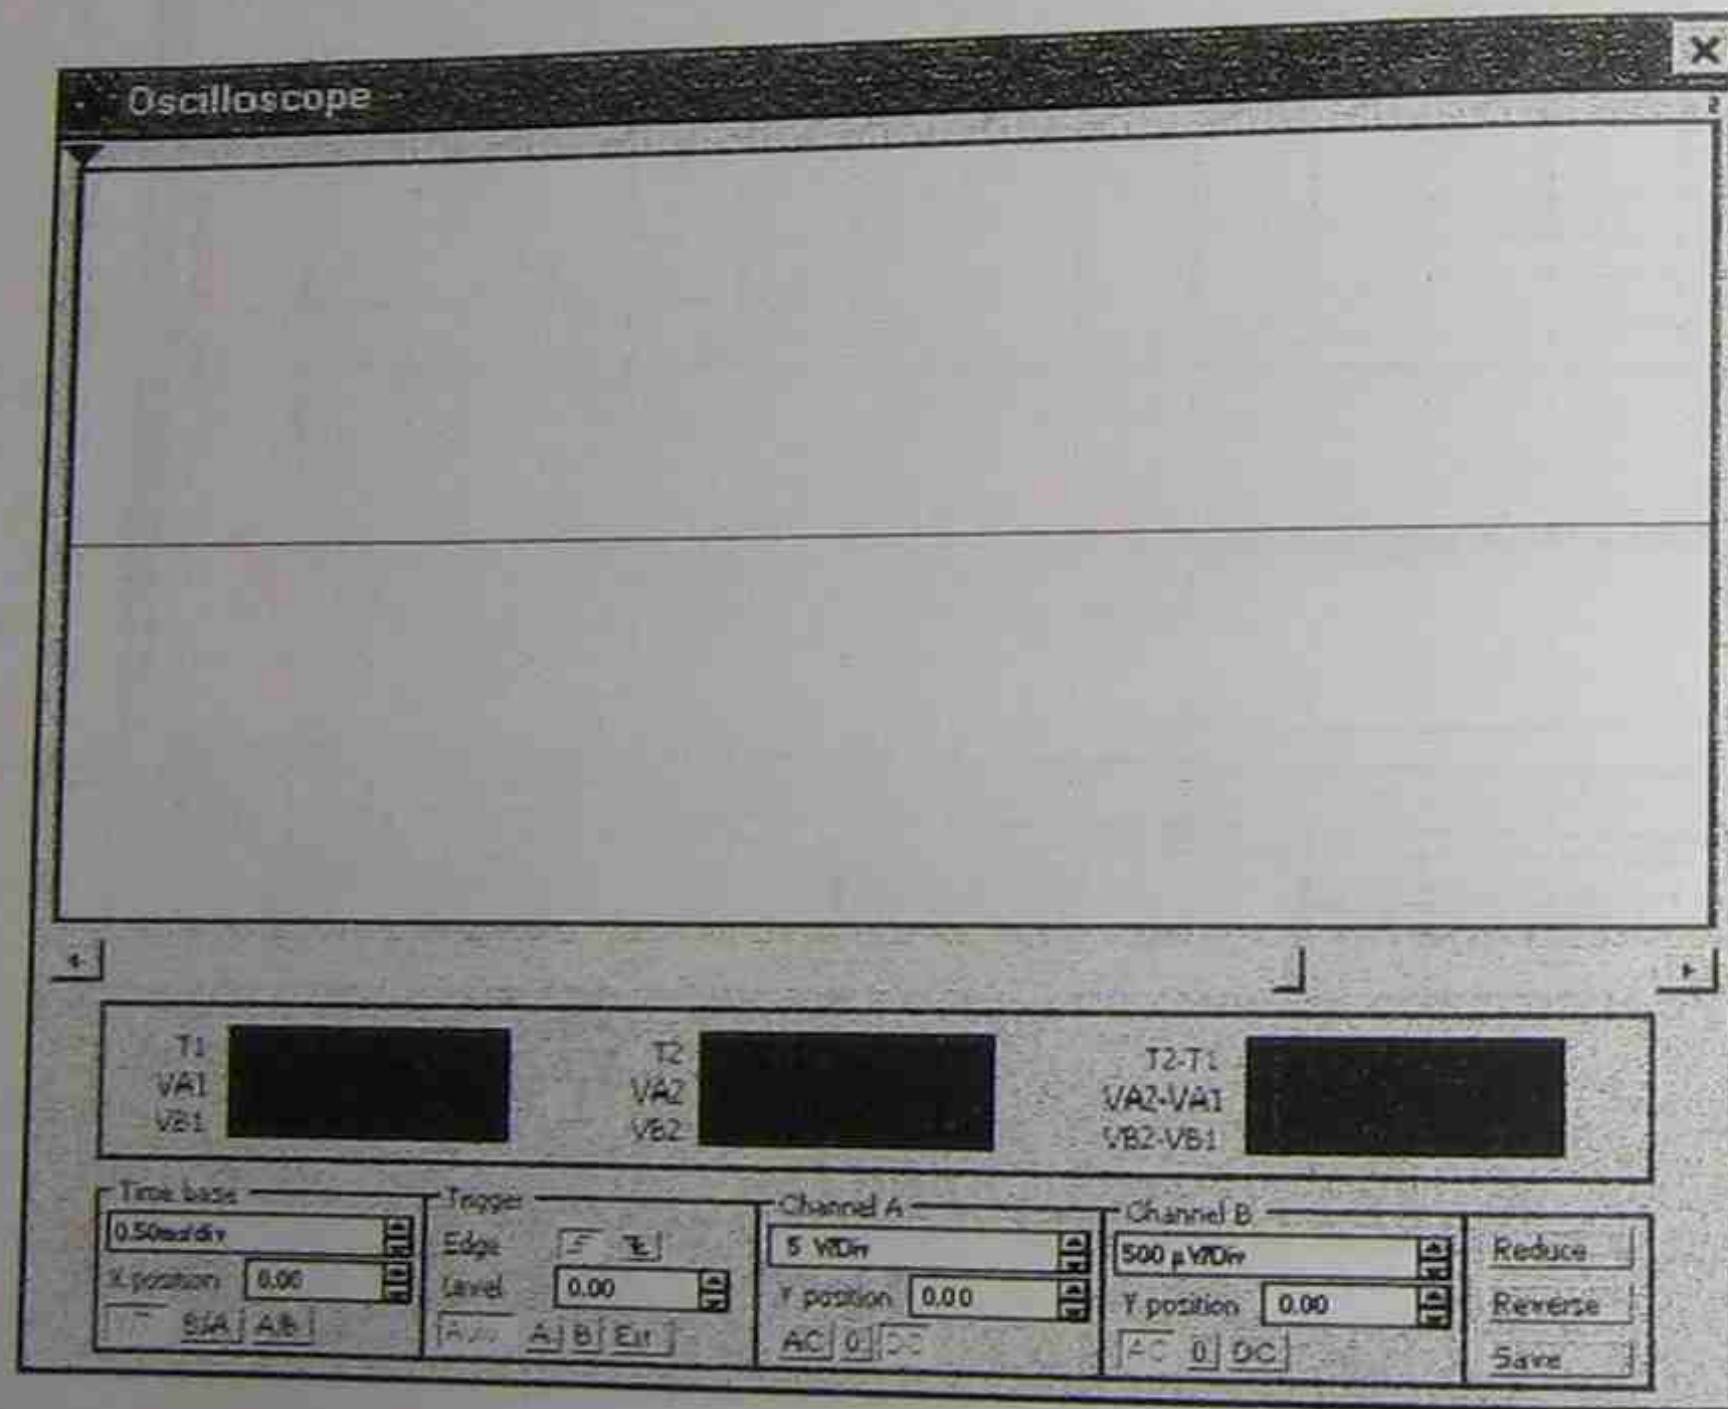 Oscilloscope
2
T1
VA1
VB1
T2
VA2
VB2
T2-T1
VA2-VA1
VB2-VB1
Time base
0.50ms/div
X position 0.00
B/A A/B
Trigger
Edge
Level 0.00
A B Ext
Channel A
5 V/Div
Y position 0.00
AC 0 DC
Channel B
500 µV/Div
Y position 0.00
AC 0 DC
Reduce
Reverse
Save